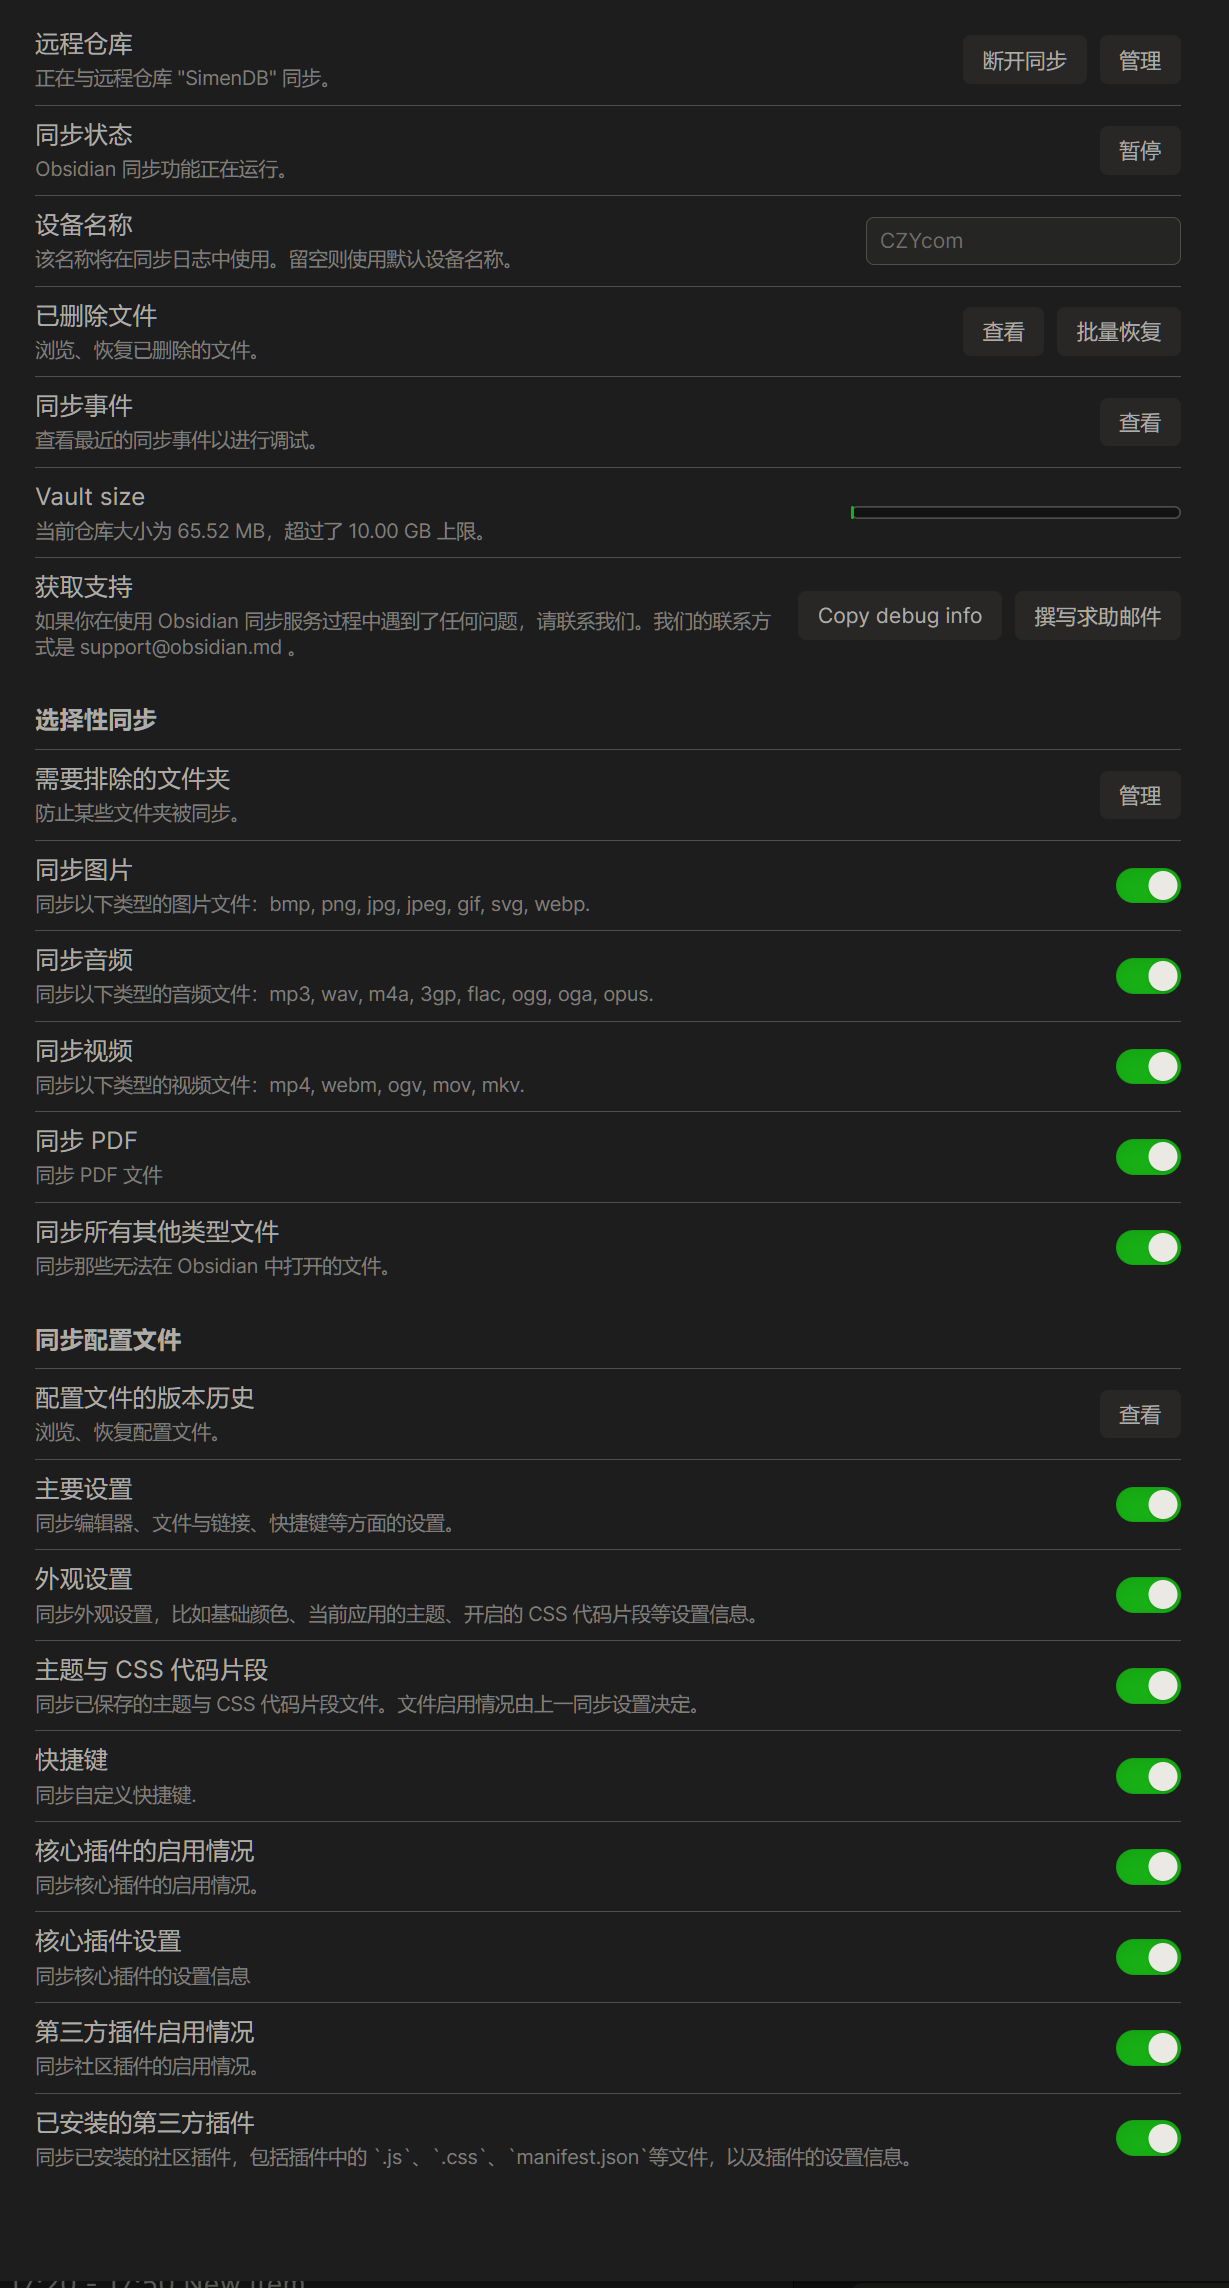 远程仓库
正在与远程仓库 "SimenDB" 同步。
断开同步
管理
同步状态
Obsidian 同步功能正在运行。
暂停
设备名称
该名称将在同步日志中使用。留空则使用默认设备名称。
CZYcom
已删除文件
浏览、恢复已删除的文件。
查看
批量恢复
同步事件
查看最近的同步事件以进行调试。
查看
Vault size
当前仓库大小为 65.52 MB，超过了 10.00 GB 上限。
获取支持
如果你在使用 Obsidian 同步服务过程中遇到了任何问题，请联系我们。我们的联系方
式是 support@obsidian.md 。
Copy debug info
撰写求助邮件
选择性同步
需要排除的文件夹
防止某些文件夹被同步。
管理
同步图片
同步以下类型的图片文件：bmp, png, jpg, jpeg, gif, svg, webp.
同步音频
同步以下类型的音频文件：mp3, wav, m4a, 3gp, flac, ogg, oga, opus.
同步视频
同步以下类型的视频文件：mp4, webm, ogv, mov, mkv.
同步 PDF
同步 PDF 文件
同步所有其他类型文件
同步那些无法在 Obsidian 中打开的文件。
同步配置文件
配置文件的版本历史
浏览、恢复配置文件。
查看
主要设置
同步编辑器、文件与链接、快捷键等方面的设置。
外观设置
同步外观设置，比如基础颜色、当前应用的主题、开启的 CSS 代码片段等设置信息。
主题与 CSS 代码片段
同步已保存的主题与 CSS 代码片段文件。文件启用情况由上一同步设置决定。
快捷键
同步自定义快捷键.
核心插件的启用情况
同步核心插件的启用情况。
核心插件设置
同步核心插件的设置信息
第三方插件启用情况
同步社区插件的启用情况。
已安装的第三方插件
同步已安装的社区插件，包括插件中的 `.js`、`.css`、`manifest.json`等文件，以及插件的设置信息。
17:20 - 17:50 New item